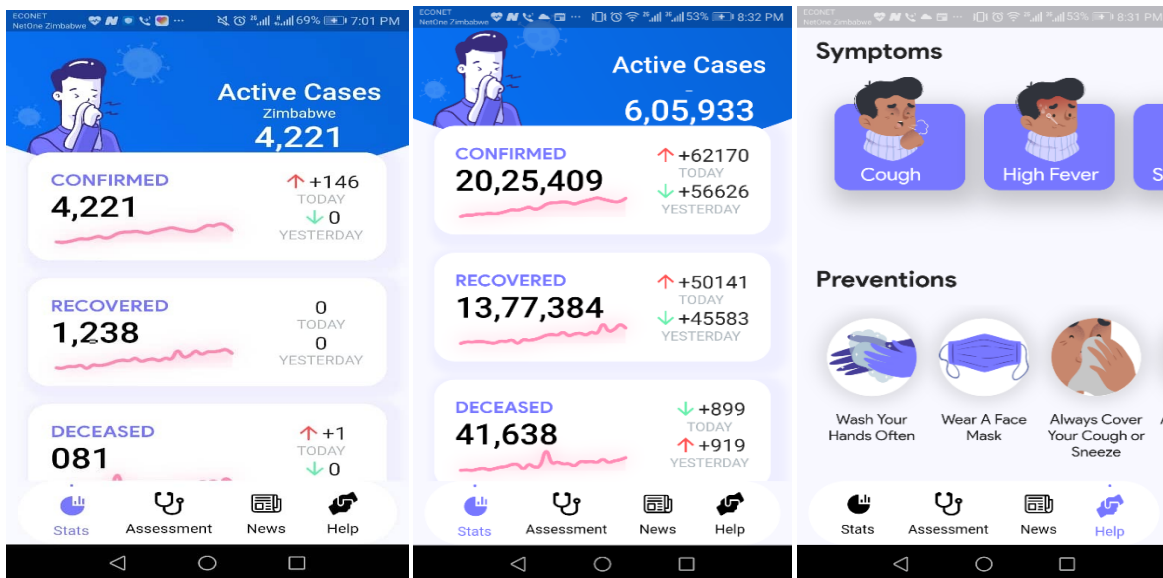 ECONET
NetOne Zimbabwe
69% 7:01 PM
Active Cases
Zimbabwe
4,221
CONFIRMED
4,221
+146
TODAY
0
YESTERDAY
RECOVERED
1,238
0
TODAY
0
YESTERDAY
DECEASED
081
+1
TODAY
0
Stats
Assessment
News
Help
ECONET
NetOne Zimbabwe
53% 8:32 PM
Active Cases
6,05,933
CONFIRMED
20,25,409
+62170
TODAY
+56626
YESTERDAY
RECOVERED
13,77,384
+50141
TODAY
+45583
YESTERDAY
DECEASED
41,638
+899
TODAY
+919
YESTERDAY
Stats
Assessment
News
Help
ECONET
NetOne Zimbabwe
53% 8:31 PM
Symptoms
Cough
High Fever
S
Preventions
Wash Your
Hands Often
Wear A Face
Mask
Always Cover
Your Cough or
Sneeze
Stats
Assessment
News
Help